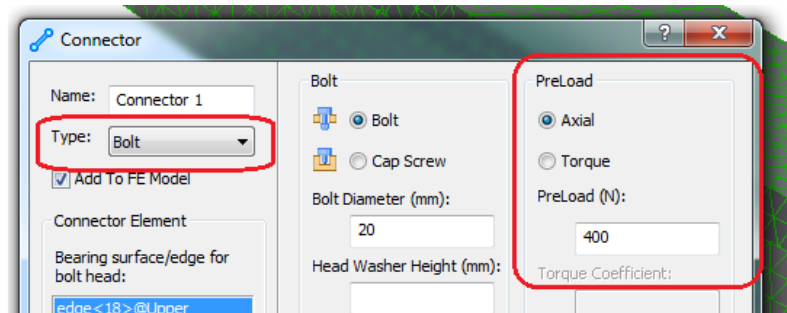 Connector
? X
Name: Connector 1
Type: Bolt
Add To FE Model
Connector Element
Bearing surface/edge for
bolt head:
edge<18>@Upper
Bolt
Bolt
Cap Screw
Bolt Diameter (mm):
20
Head Washer Height (mm):
PreLoad
Axial
Torque
PreLoad (N):
400
Torque Coefficient: